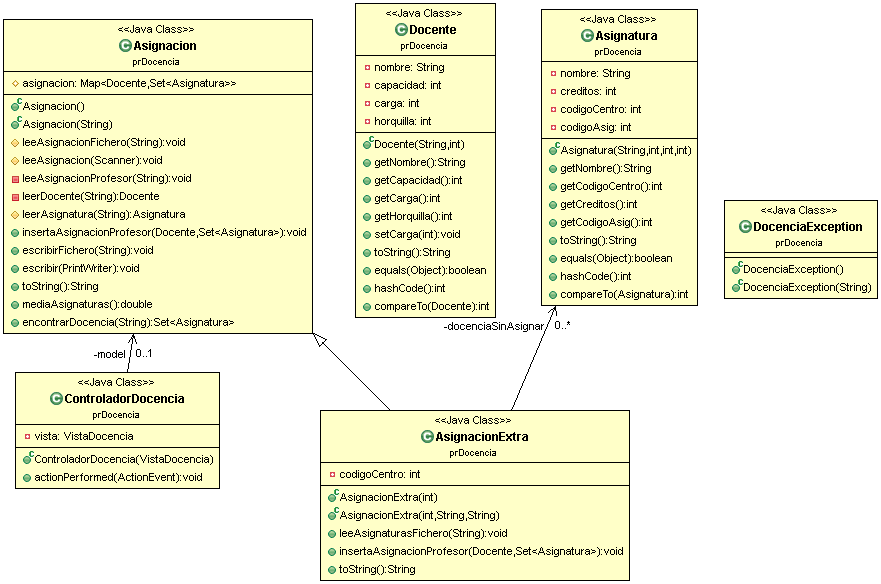 <<Java Class>>
Asignacion
prDocencia
asignacion: Map<Docente,Set<Asignatura>>
Asignacion()
Asignacion(String)
leeAsignacionFichero(String):void
leeAsignacion(Scanner):void
leeAsignacionProfesor(String):void
leerDocente(String):Docente
leerAsignatura(String):Asignatura
insertaAsignacionProfesor(Docente,Set<Asignatura>):void
escribirFichero(String):void
escribir(PrintWriter):void
toString():String
mediaAsignaturas():double
encontrarDocencia(String):Set<Asignatura>
<<Java Class>>
Docente
prDocencia
nombre: String
capacidad: int
carga: int
horquilla: int
Docente(String,int)
getNombre():String
getCapacidad():int
getCarga():int
getHorquilla():int
setCarga(int):void
toString():String
equals(Object):boolean
hashCode():int
compareTo(Docente):int
<<Java Class>>
Asignatura
prDocencia
nombre: String
creditos: int
codigoCentro: int
codigoAsig: int
Asignatura(String,int,int,int)
getNombre():String
getCodigoCentro():int
getCreditos():int
getCodigoAsig():int
toString():String
equals(Object):boolean
hashCode():int
compareTo(Asignatura):int
<<Java Class>>
DocenciaException
prDocencia
DocenciaException()
DocenciaException(String)
-docenciaSinAsignar 0..*
-model 0..1
<<Java Class>>
ControladorDocencia
prDocencia
vista: VistaDocencia
ControladorDocencia(VistaDocencia)
actionPerformed(ActionEvent):void
<<Java Class>>
AsignacionExtra
prDocencia
codigoCentro: int
AsignacionExtra(int)
AsignacionExtra(int,String,String)
leeAsignaturasFichero(String):void
insertaAsignacionProfesor(Docente,Set<Asignatura>):void
toString():String